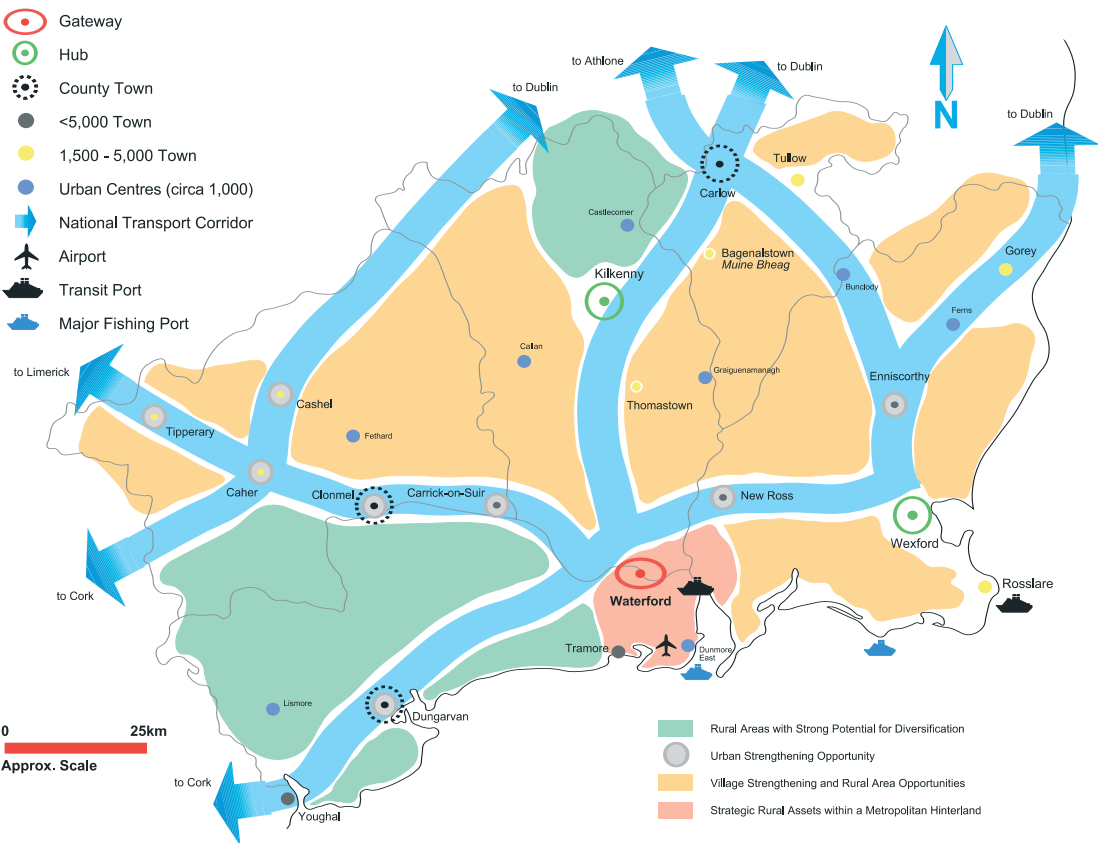 Gateway
Hub
County Town
<5,000 Town
1,500 - 5,000 Town
Urban Centres (circa 1,000)
National Transport Corridor
Airport
Transit Port
Major Fishing Port
to Athlone
to Dublin
to Dublin
to Dublin
N
Tullow
Carlow
Castlecomer
Bagenalstown
Muine Bheag
Kilkenny
Gorey
Bunclody
Ferns
Callan
to Limerick
Graiguenamanagh
Enniscorthy
Cashel
Thomastown
Tipperary
Fethard
Caher
Clonmel
Carrick-on-Suir
New Ross
Wexford
to Cork
Waterford
Rosslare
Tramore
Dunmore
East
Lismore
Dungarvan
0 25km
Approx. Scale
to Cork
Youghal
Rural Areas with Strong Potential for Diversification
Urban Strengthening Opportunity
Village Strengthening and Rural Area Opportunities
Strategic Rural Assets within a Metropolitan Hinterland